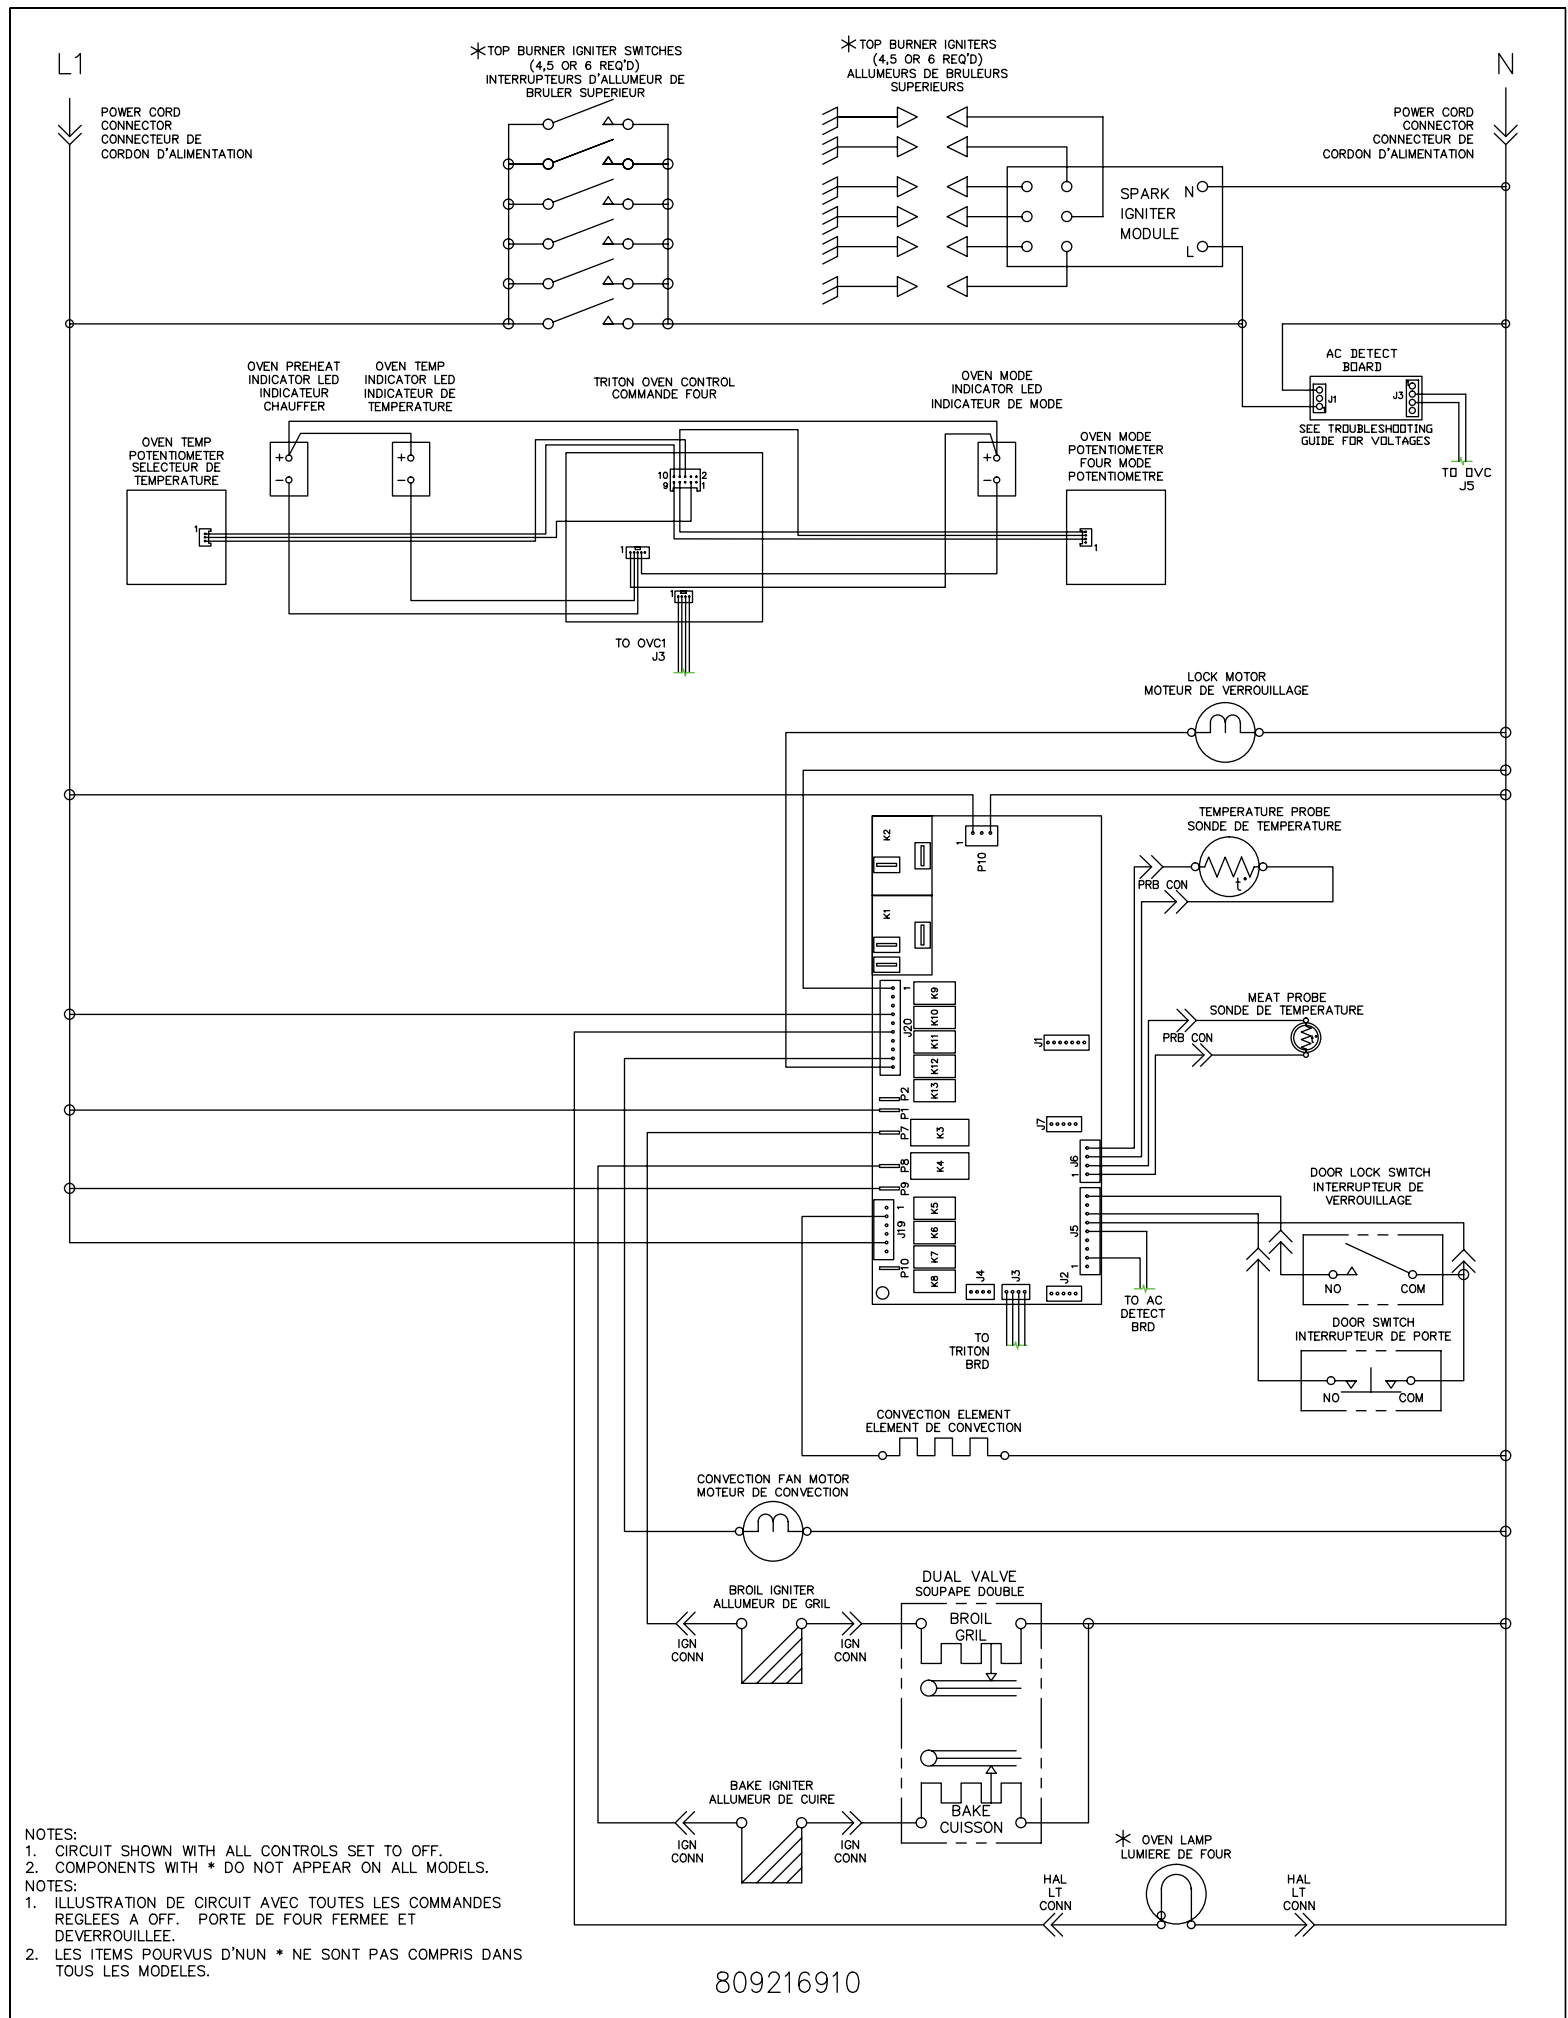 L1
POWER CORD
CONNECTOR
CONNECTEUR DE
CORDON D'ALIMENTATION
*TOP BURNER IGNITER SWITCHES
(4,5 OR 6 REQ'D)
INTERRUPTEURS D'ALLUMEUR DE
BRULER SUPERIEUR
*TOP BURNER IGNITERS
(4,5 OR 6 REQ'D)
ALLUMEURS DE BRULEURS
SUPERIEURS
N
POWER CORD
CONNECTOR
CONNECTEUR DE
CORDON D'ALIMENTATION
SPARK
IGNITER
MODULE
N
L
AC DETECT
BOARD
J1
J3
SEE TROUBLESHOOTING
GUIDE FOR VOLTAGES
TO OVC
J5
OVEN PREHEAT
INDICATOR LED
INDICATEUR
CHAUFFER
OVEN TEMP
INDICATOR LED
INDICATEUR DE
TEMPERATURE
TRITON OVEN CONTROL
COMMANDE FOUR
OVEN MODE
INDICATOR LED
INDICATEUR DE MODE
OVEN TEMP
POTENTIOMETER
SELECTEUR DE
TEMPERATURE
OVEN MODE
POTENTIOMETER
FOUR MODE
POTENTIOMETRE
+
−
+
−
+
−
10
2
9
1
1
1
1
1
TO OVC1
J3
LOCK MOTOR
MOTEUR DE VERROUILLAGE
TEMPERATURE PROBE
SONDE DE TEMPERATURE
t°
PRB CON
K2
1
P10
K1
MEAT PROBE
SONDE DE TEMPERATURE
t°
PRB CON
1
J20
K9
K10
K11
K12
K13
J1
P2
P1
P7
K3
J7
P8
K4
P9
J6
1
1
J19
K5
K6
K7
K8
P10
J5
1
J4
J3
J2
TO
TRITON
BRD
TO AC
DETECT
BRD
DOOR LOCK SWITCH
INTERRUPTEUR DE
VERROUILLAGE
NO
COM
DOOR SWITCH
INTERRUPTEUR DE PORTE
NO
COM
CONVECTION ELEMENT
ELEMENT DE CONVECTION
CONVECTION FAN MOTOR
MOTEUR DE CONVECTION
BROIL IGNITER
ALLUMEUR DE GRIL
IGN
CONN
IGN
CONN
DUAL VALVE
SOUPAPE DOUBLE
BROIL
GRIL
BAKE
CUISSON
BAKE IGNITER
ALLUMEUR DE CUIRE
IGN
CONN
IGN
CONN
* OVEN LAMP
LUMIERE DE FOUR
HAL
LT
CONN
HAL
LT
CONN
NOTES:
1. CIRCUIT SHOWN WITH ALL CONTROLS SET TO OFF.
2. COMPONENTS WITH * DO NOT APPEAR ON ALL MODELS.
NOTES:
1. ILLUSTRATION DE CIRCUIT AVEC TOUTES LES COMMANDES
REGLEES A OFF. PORTE DE FOUR FERMEE ET
DEVERROUILLEE.
2. LES ITEMS POURVUS D'NUN * NE SONT PAS COMPRIS DANS
TOUS LES MODELES.
809216910